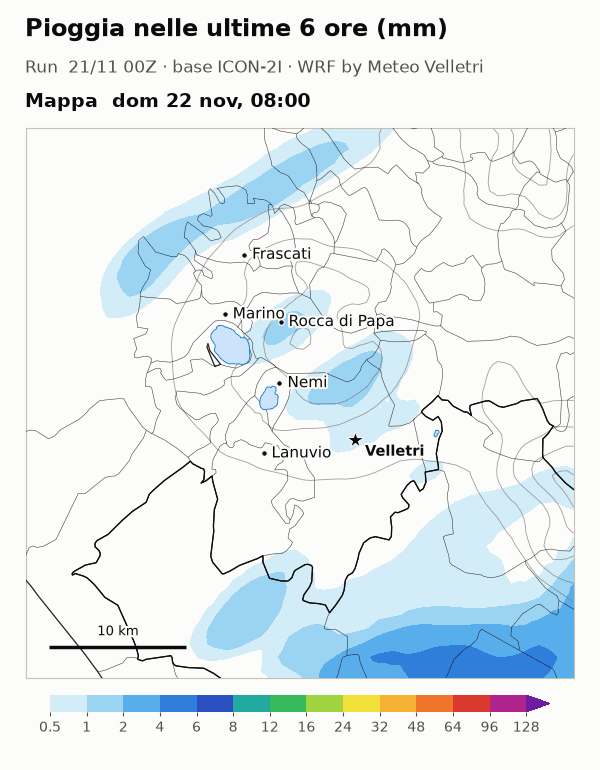 Pioggia nelle ultime 6 ore (mm)
Run  21/11 00Z · base ICON-2I · WRF by Meteo Velletri
Mappa  dom 22 nov, 08:00
Frascati
Marino
Rocca di Papa
Nemi
Velletri
Lanuvio
10 km
0.5 1 2 4 6 8 12 16 24 32 48 64 96 128